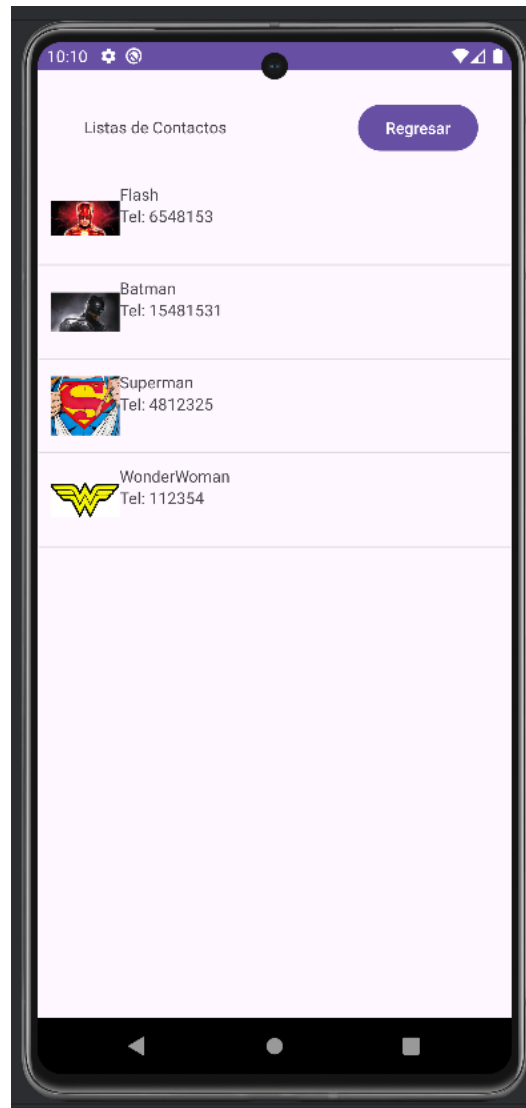 10:10
Listas de Contactos
Regresar
Flash
Tel: 6548153
Batman
Tel: 15481531
Superman
Tel: 4812325
WonderWoman
Tel: 112354